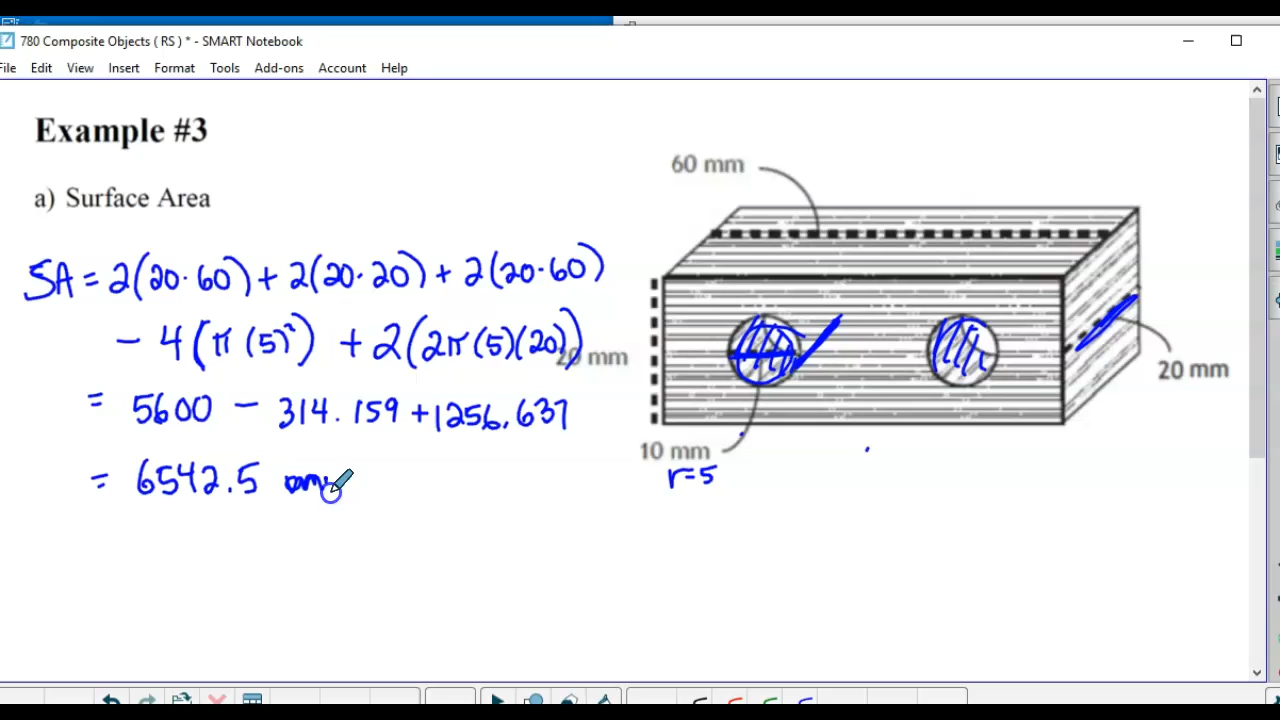 780 Composite Objects ( RS ) * - SMART Notebook
File Edit View Insert Format Tools Add-ons Account Help
Example #3
a) Surface Area
60 mm
SA = 2(20·60) + 2(20·20) + 2(20·60)
- 4(π(5)²) + 2(2π(5)(20))
20 mm
20 mm
= 5600 - 314.159 + 1256.637
10 mm
r=5
= 6542.5